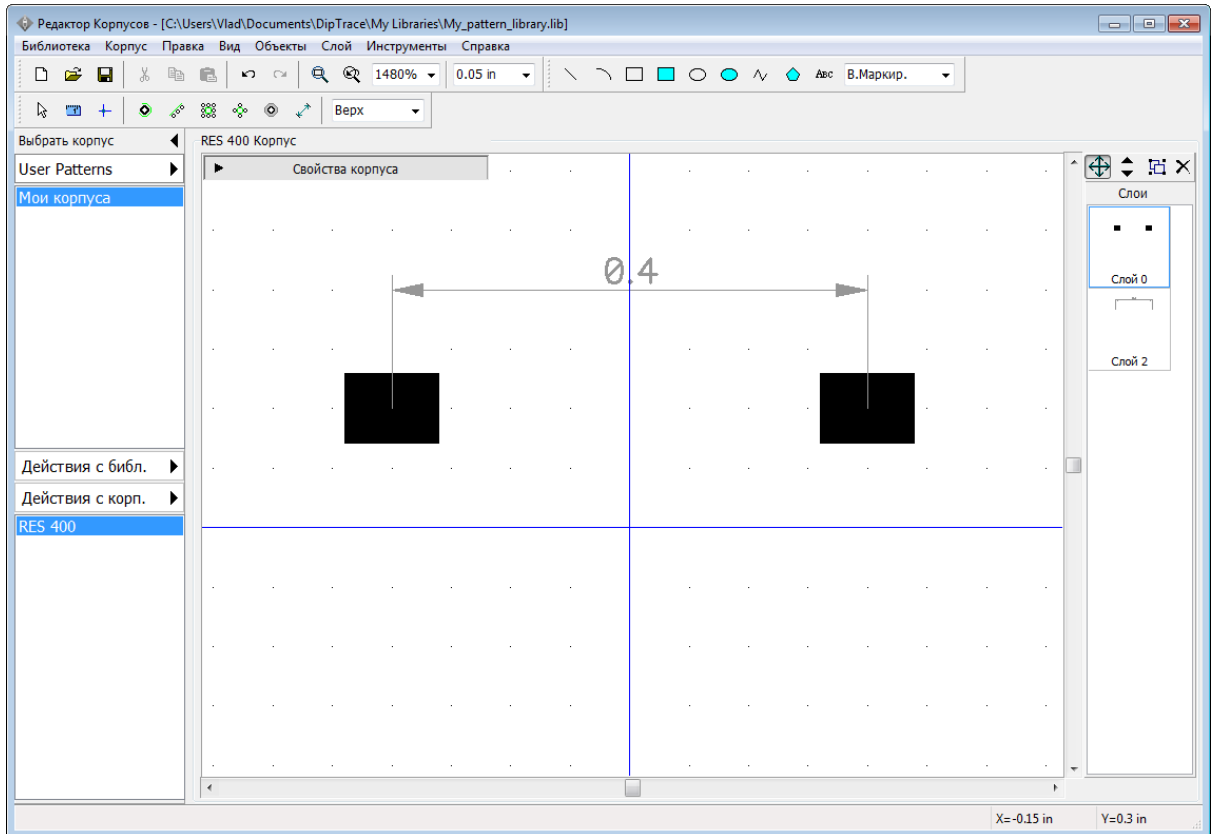 Редактор Корпусов - [C:\Users\Vlad\Documents\DipTrace\My Libraries\My_pattern_library.lib]
Библиотека Корпус Правка Вид Объекты Слой Инструменты Справка
1480% 0.05 in ABC В.Маркир.
Верх
Выбрать корпус
RES 400 Корпус
User Patterns
Свойства корпуса
Мои корпуса
Слои
0.4
Слой 0
Слой 2
Действия с библ.
Действия с корп.
RES 400
X=-0.15 in Y=0.3 in